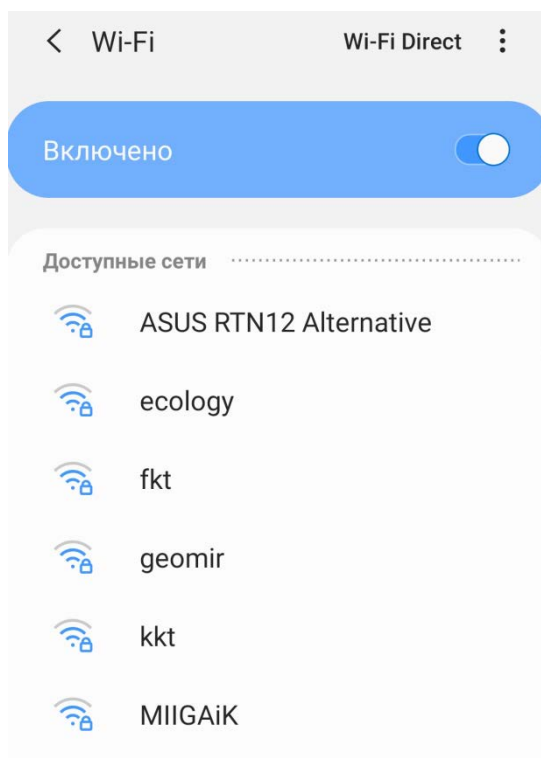 Wi-Fi Wi-Fi Direct
Включено
Доступные сети
ASUS RTN12 Alternative
ecology
fkt
geomir
kkt
MIIGAiK